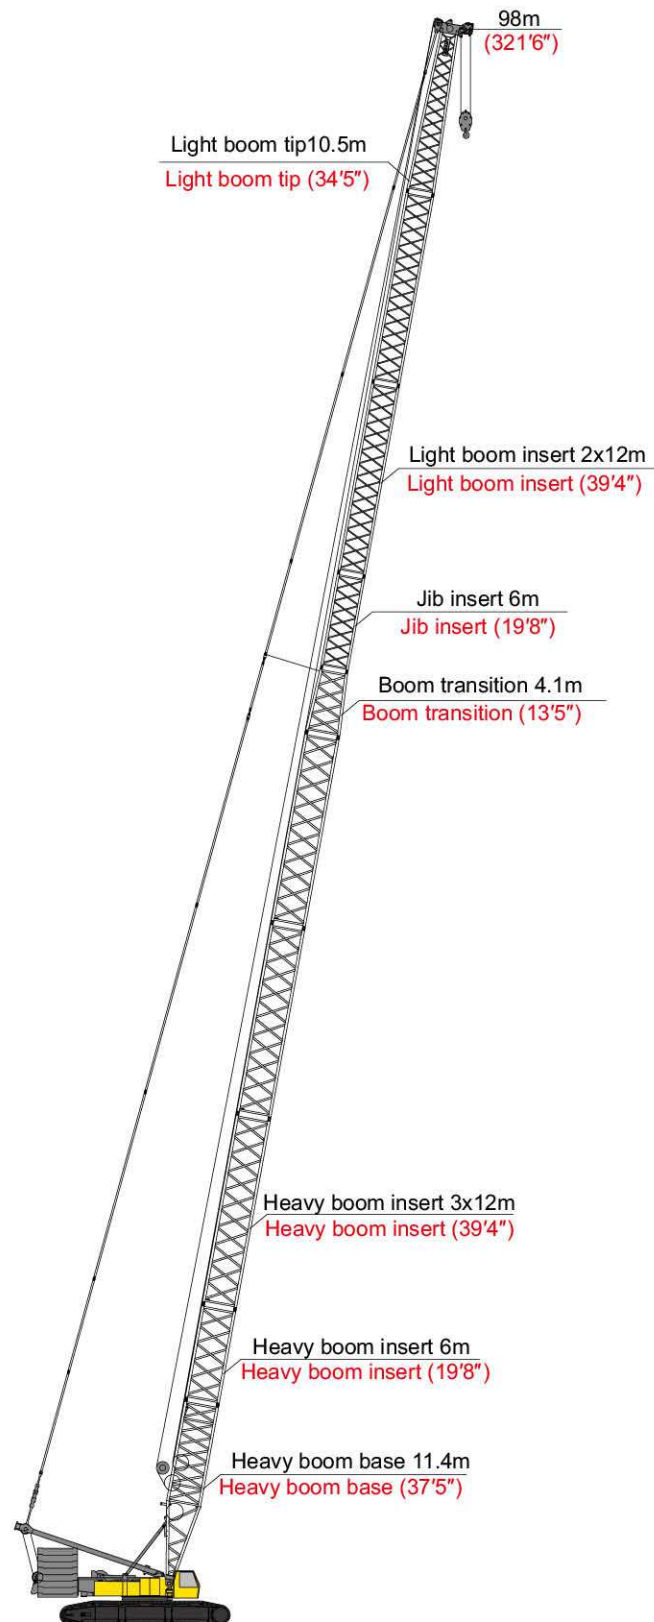 98m
(321′6″)
Light boom tip10.5m
Light boom tip (34′5″)
Light boom insert 2x12m
Light boom insert (39′4″)
Jib insert 6m
Jib insert (19′8″)
Boom transition 4.1m
Boom transition (13′5″)
Heavy boom insert 3x12m
Heavy boom insert (39′4″)
Heavy boom insert 6m
Heavy boom insert (19′8″)
Heavy boom base 11.4m
Heavy boom base (37′5″)